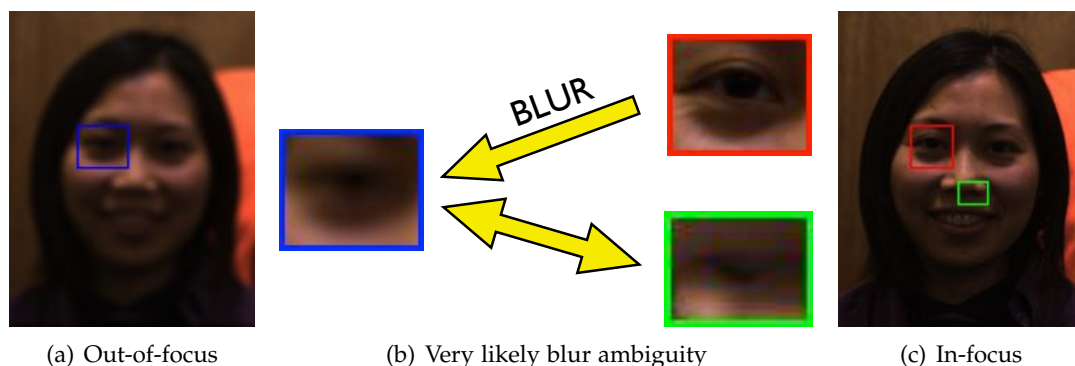 BLUR
(a) Out-of-focus
(b) Very likely blur ambiguity
(c) In-focus